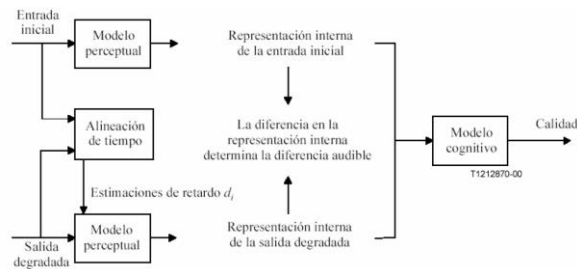 Entrada
inicial
Modelo
perceptual
Representación interna
de la entrada inicial
Alineación
de tiempo
La diferencia en la
representación interna
determina la diferencia audible
Modelo
cognitivo
Calidad
T1212870-00
Estimaciones de retardo di
Salida
degradada
Modelo
perceptual
Representación interna
de la salida degradada